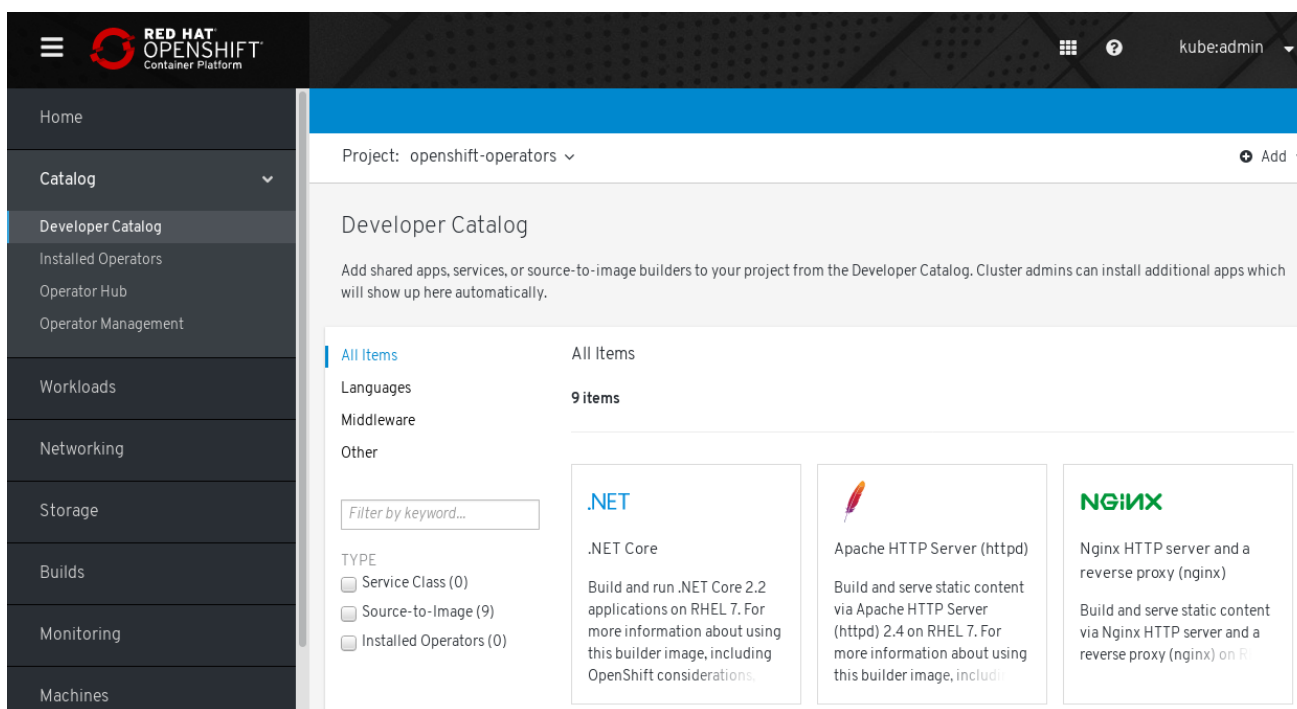 RED HAT
OPENSHIFT
Container Platform
kube:admin
Home
Catalog
Developer Catalog
Installed Operators
Operator Hub
Operator Management
Workloads
Networking
Storage
Builds
Monitoring
Machines
Project: openshift-operators
Add
Developer Catalog
Add shared apps, services, or source-to-image builders to your project from the Developer Catalog. Cluster admins can install additional apps which
will show up here automatically.
All Items
Languages
Middleware
Other
Filter by keyword...
TYPE
Service Class (0)
Source-to-Image (9)
Installed Operators (0)
All Items
9 items
.NET
.NET Core
Build and run .NET Core 2.2
applications on RHEL 7. For
more information about using
this builder image, including
OpenShift considerations,
Apache HTTP Server (httpd)
Build and serve static content
via Apache HTTP Server
(httpd) 2.4 on RHEL 7. For
more information about using
this builder image,
NGINX
Nginx HTTP server and a
reverse proxy (nginx)
Build and serve static content
via Nginx HTTP server and a
reverse proxy (nginx) on